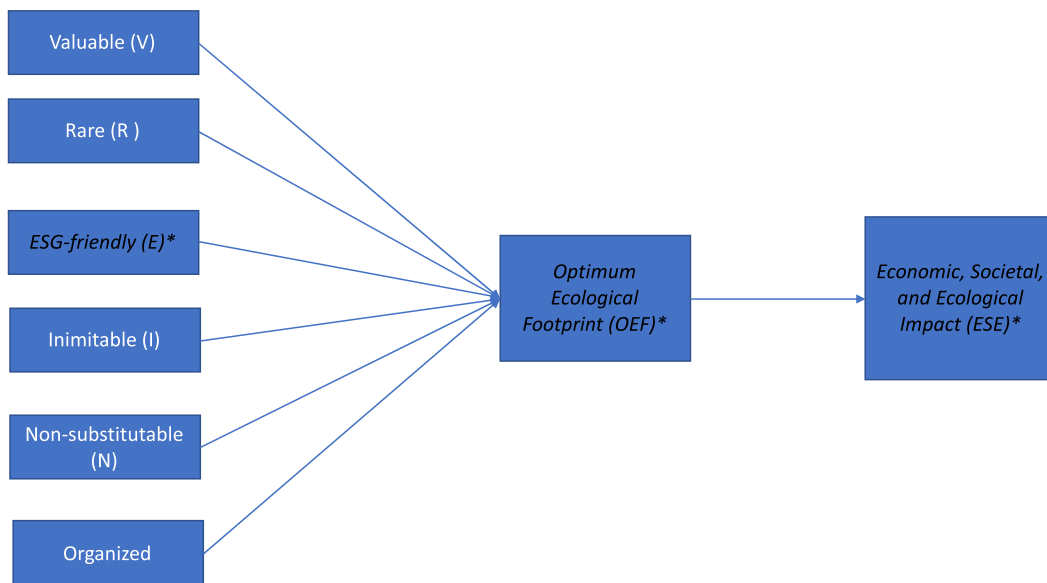 Valuable (V)
Rare (R )
ESG-friendly (E)*
Inimitable (I)
Non-substitutable
(N)
Organized
Optimum
Ecological
Footprint (OEF)*
Economic, Societal,
and Ecological
Impact (ESE)*